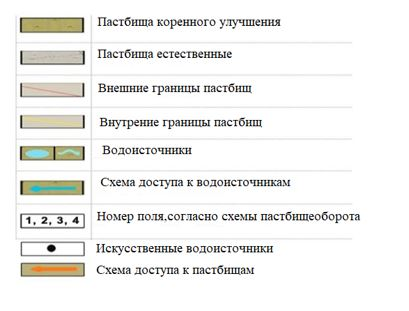 Пастбища коренного улучшения
Пастбища естественные
Внешние границы пастбищ
Внутрение границы пастбищ
Водоисточники
Схема доступа к водоисточникам
1, 2, 3, 4 Номер поля,согласно схемы пастбищеоборота
Искусственные водоисточники
Схема доступа к пастбищам